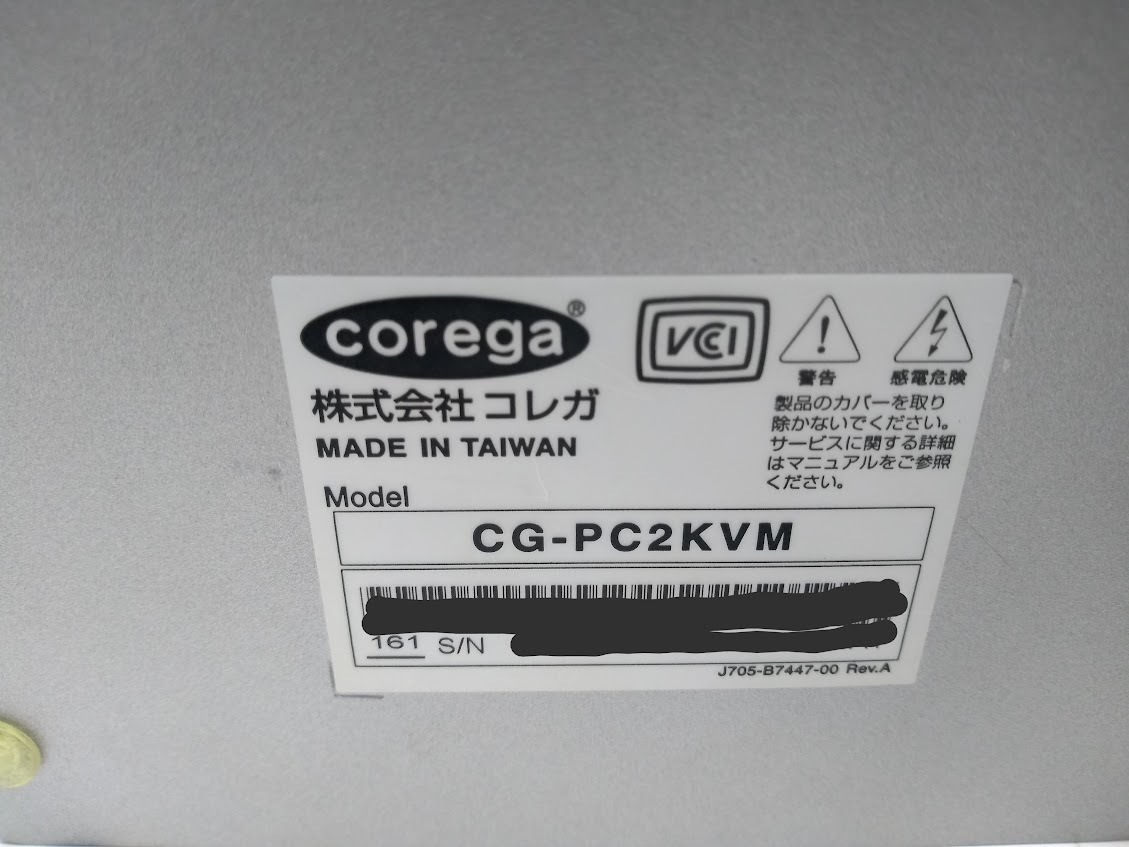 corega®
株式会社 コレガ
MADE IN TAIWAN
VCCI
警告
感電危険
製品のカバーを取り
除かないでください。
サービスに関する詳細
はマニュアルをご参照
ください。
Model
CG-PC2KVM
161 S/N
J705-B7447-00 Rev.A